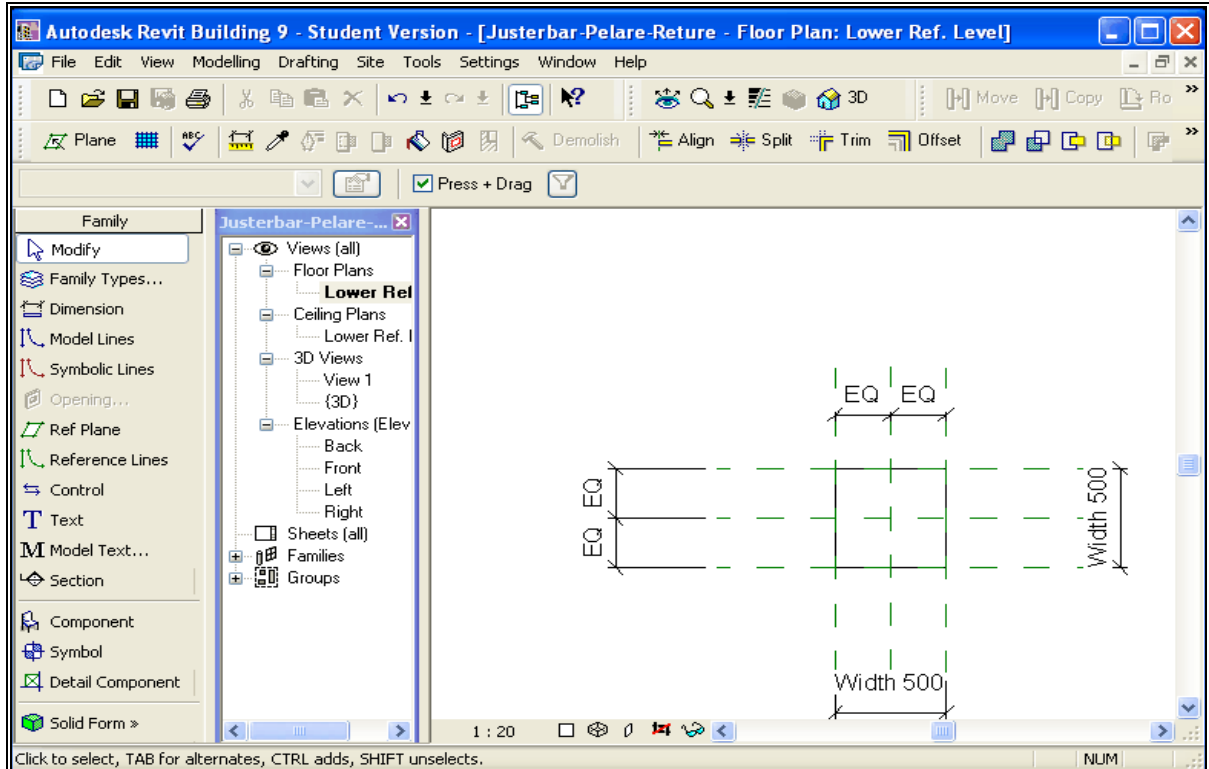 Autodesk Revit Building 9 - Student Version - [Justerbar-Pelare-Reture - Floor Plan: Lower Ref. Level]
File Edit View Modelling Drafting Site Tools Settings Window Help
3D Move Copy Ro
Plane ABC Demolish Align Split Trim Offset
Press + Drag
Family
Modify
Family Types...
Dimension
Model Lines
Symbolic Lines
Opening...
Ref Plane
Reference Lines
Control
Text
Model Text...
Section
Component
Symbol
Detail Component
Solid Form »
Justerbar-Pelare-...
Views (all)
Floor Plans
Lower Ref
Ceiling Plans
Lower Ref. l
3D Views
View 1
{3D}
Elevations (Elev
Back
Front
Left
Right
Sheets (all)
Families
Groups
EQ EQ
EQ
EQ
Width 500
Width 500
1 : 20
Click to select, TAB for alternates, CTRL adds, SHIFT unselects. NUM